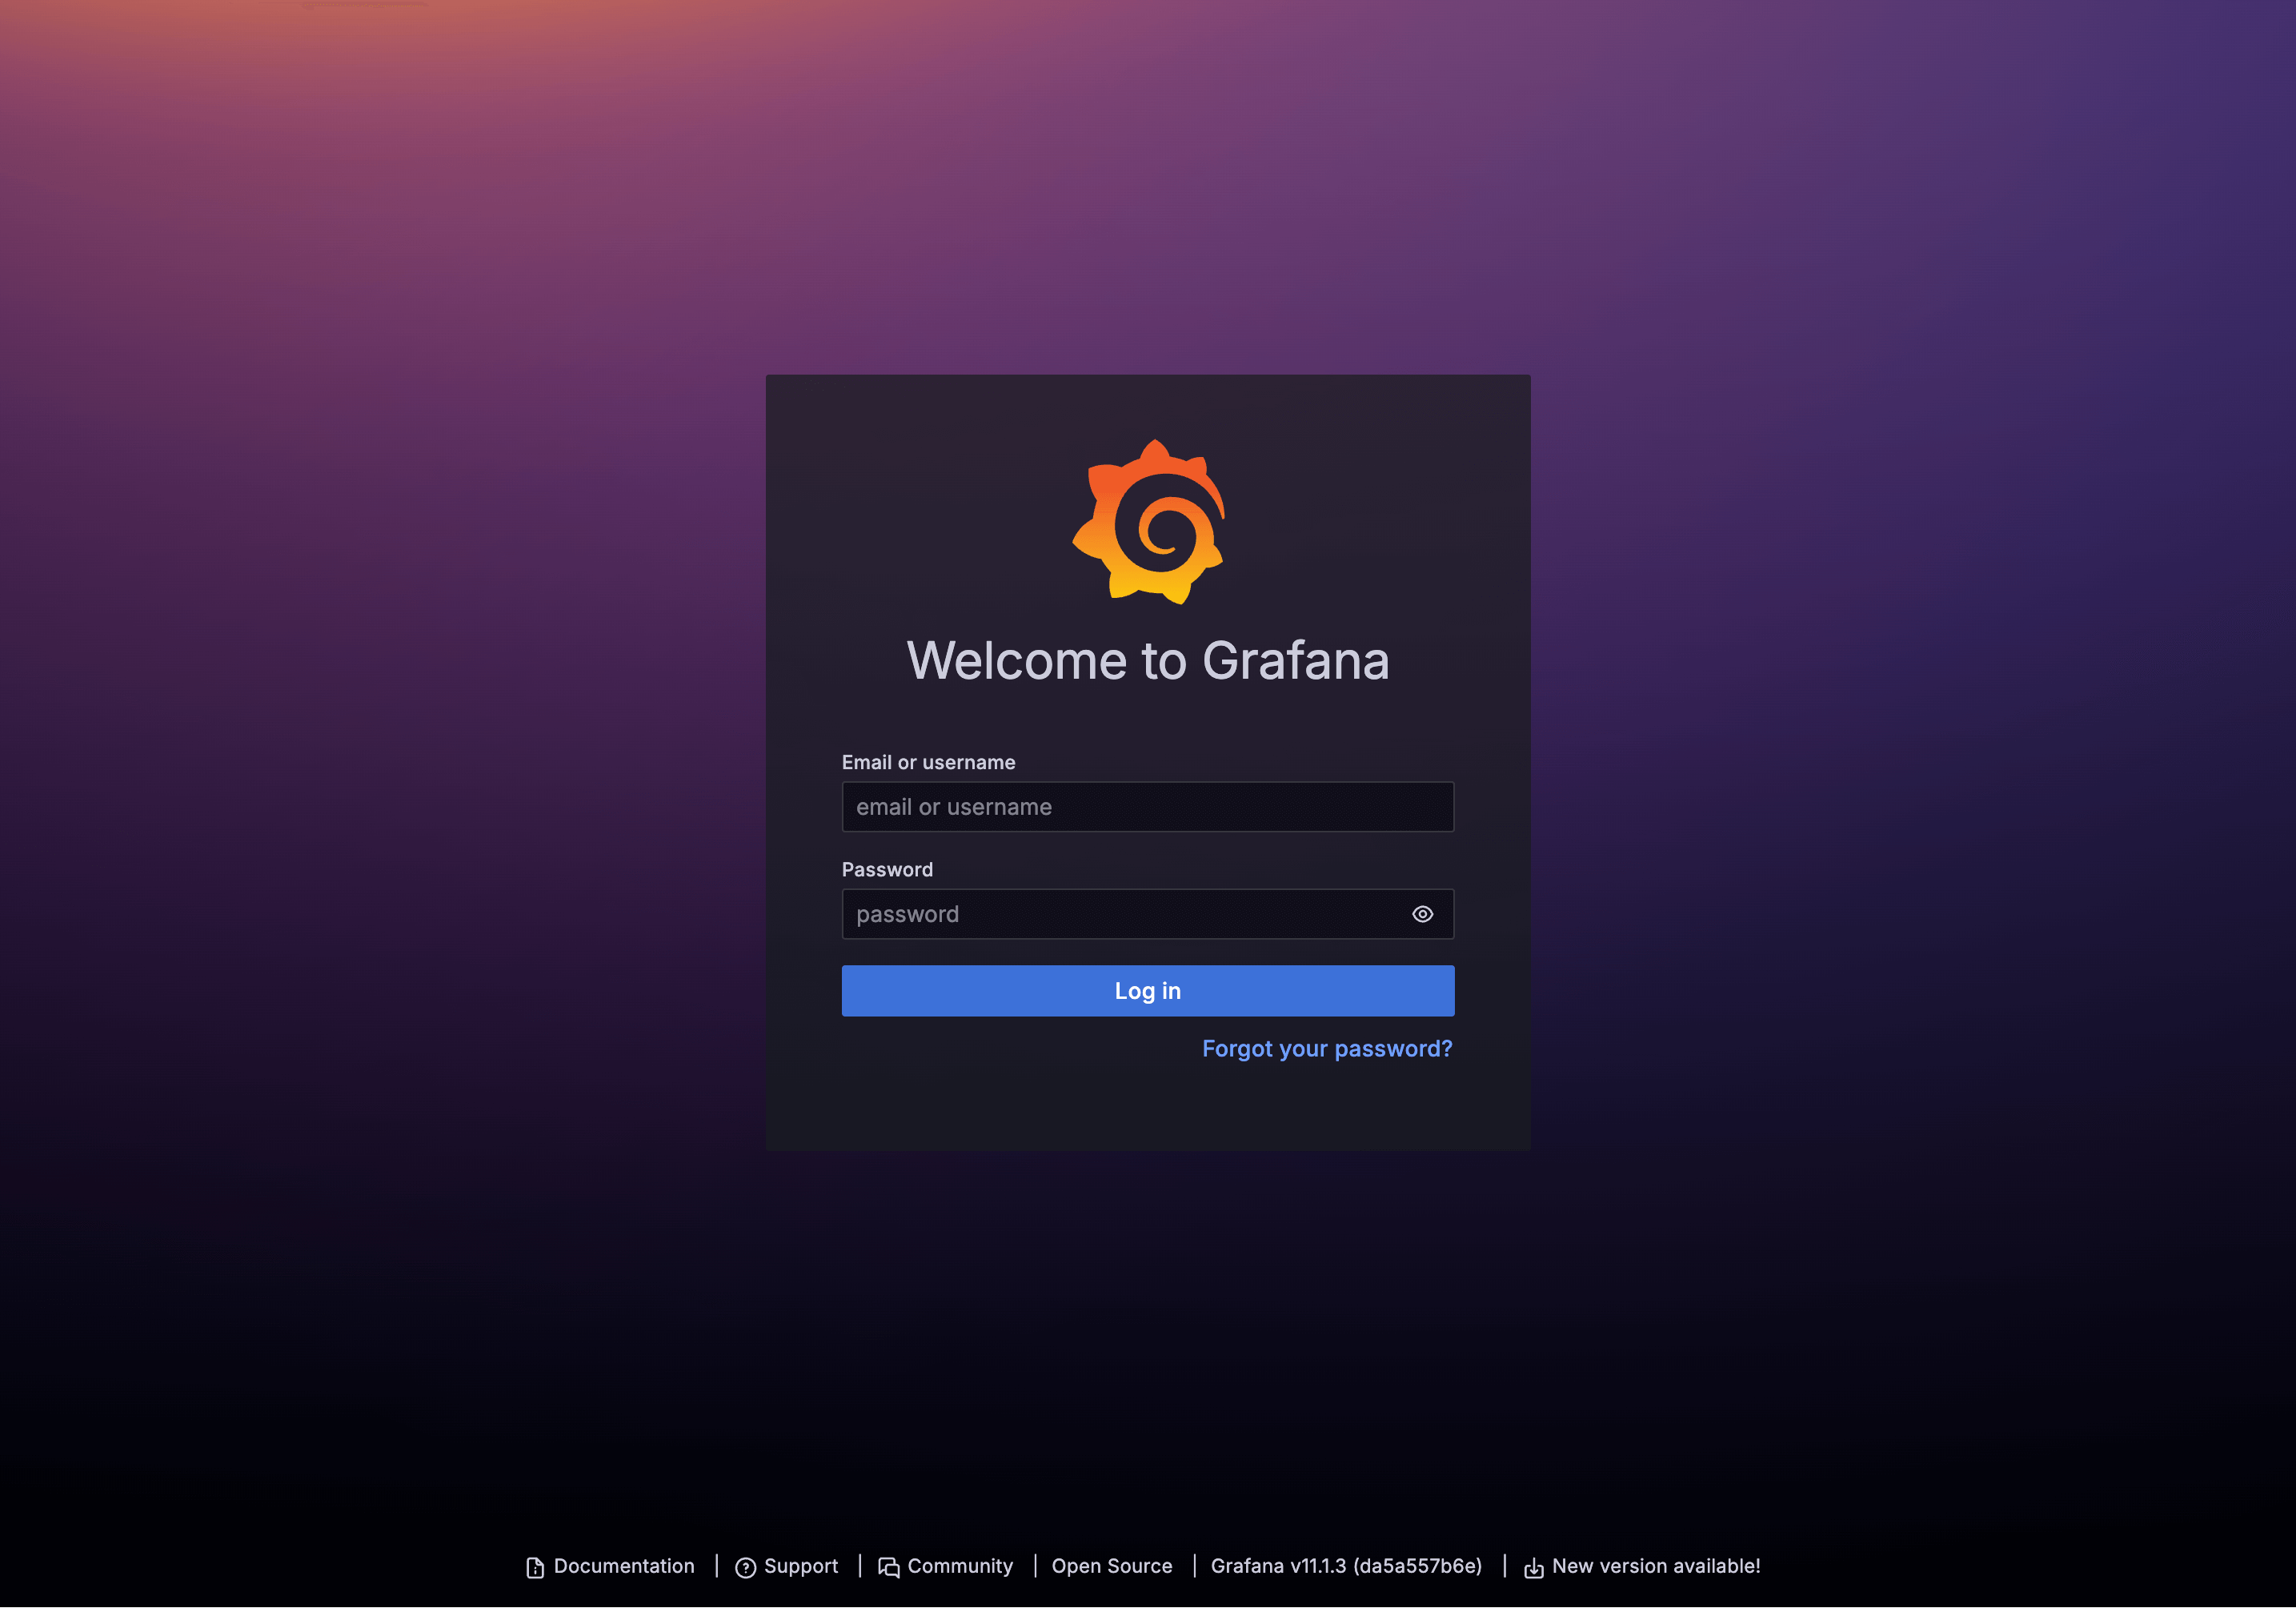 Welcome to Grafana
Email or username
email or username
Password
password
Log in
Forgot your password?
Documentation | Support | Community | Open Source | Grafana v11.1.3 (da5a557b6e) | New version available!